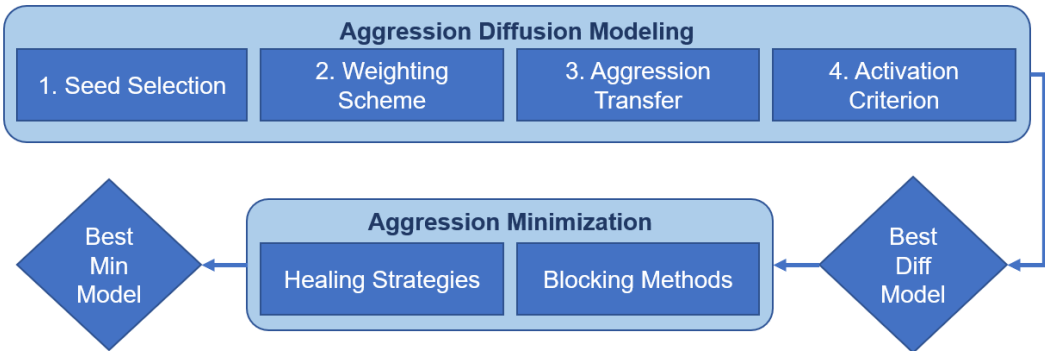 Aggression Diffusion Modeling
1. Seed Selection
2. Weighting
Scheme
3. Aggression
Transfer
4. Activation
Criterion
Best
Min
Model
Aggression Minimization
Healing Strategies
Blocking Methods
Best
Diff
Model